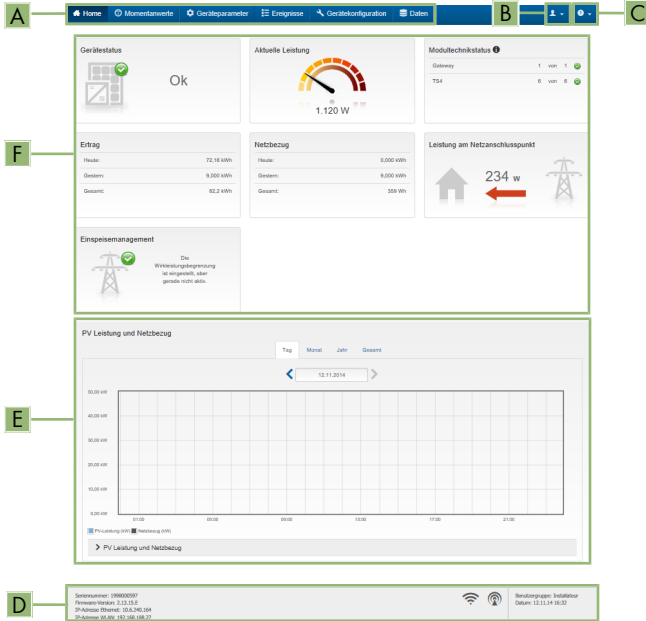 A
Home Momentanwerte Geräteparameter Ereignisse Gerätekonfiguration Daten
B
C
F
Gerätestatus
Ok
Aktuelle Leistung
1.120 W
Modultechnikstatus
Gateway 1 von 1
TS4 6 von 6
Ertrag
Heute: 72,16 kWh
Gestern: 9,000 kWh
Gesamt: 82,2 kWh
Netzbezug
Heute: 0,000 kWh
Gestern: 9,000 kWh
Gesamt: 359 Wh
Leistung am Netzanschlusspunkt
234 W
Einspeisemanagement
Die
Wirkleistungsbegrenzung
ist eingestellt, aber
gerade nicht aktiv.
E
PV Leistung und Netzbezug
Tag Monat Jahr Gesamt
12.11.2014
50,00 kW
40,00 kW
30,00 kW
20,00 kW
10,00 kW
0,00 kW
01:00 05:00 09:00 13:00 17:00 21:00
PV-Leistung (kW) Netzbezug (kW)
PV Leistung und Netzbezug
D
Seriennummer: 1998000597
Firmware-Version: 2.13.15.E
IP-Adresse Ethernet: 10.6.240.164
IP-Adresse WLAN: 192.168.188.27
Benutzergruppe: Installateur
Datum: 12.11.14 16:32